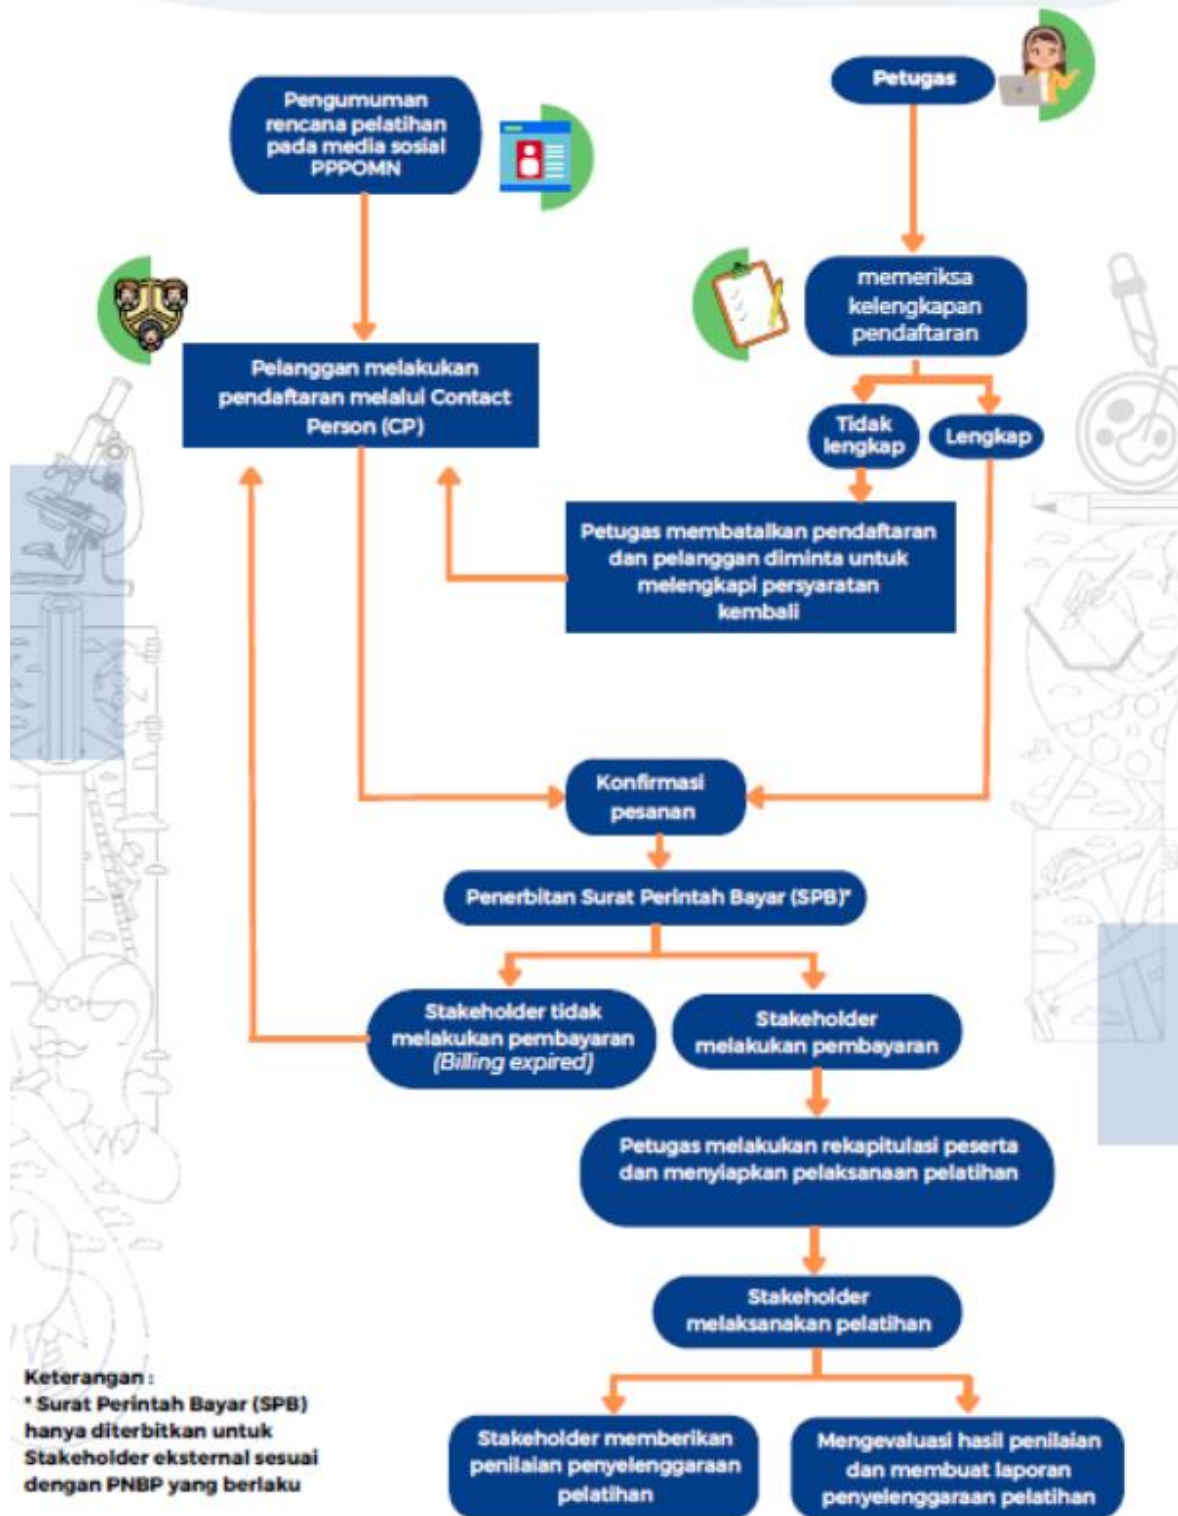 Petugas
Pengumuman
rencana pelatihan
pada media sosial
PPPOMN
memeriksa
kelengkapan
pendaftaran
Pelanggan melakukan
pendaftaran melalui Contact
Person (CP)
Tidak
lengkap
Lengkap
Petugas membatalkan pendaftaran
dan pelanggan diminta untuk
melengkapi persyaratan
kembali
Konfirmasi
pesanan
Penerbitan Surat Perintah Bayar (SPB)*
Stakeholder tidak
melakukan pembayaran
(Billing expired)
Stakeholder
melakukan pembayaran
Petugas melakukan rekapitulasi peserta
dan menyiapkan pelaksanaan pelatihan
Stakeholder
melaksanakan pelatihan
Keterangan :
* Surat Perintah Bayar (SPB)
hanya diterbitkan untuk
Stakeholder eksternal sesuai
dengan PNBP yang berlaku
Stakeholder memberikan
penilaian penyelenggaraan
pelatihan
Mengevaluasi hasil penilaian
dan membuat laporan
penyelenggaraan pelatihan